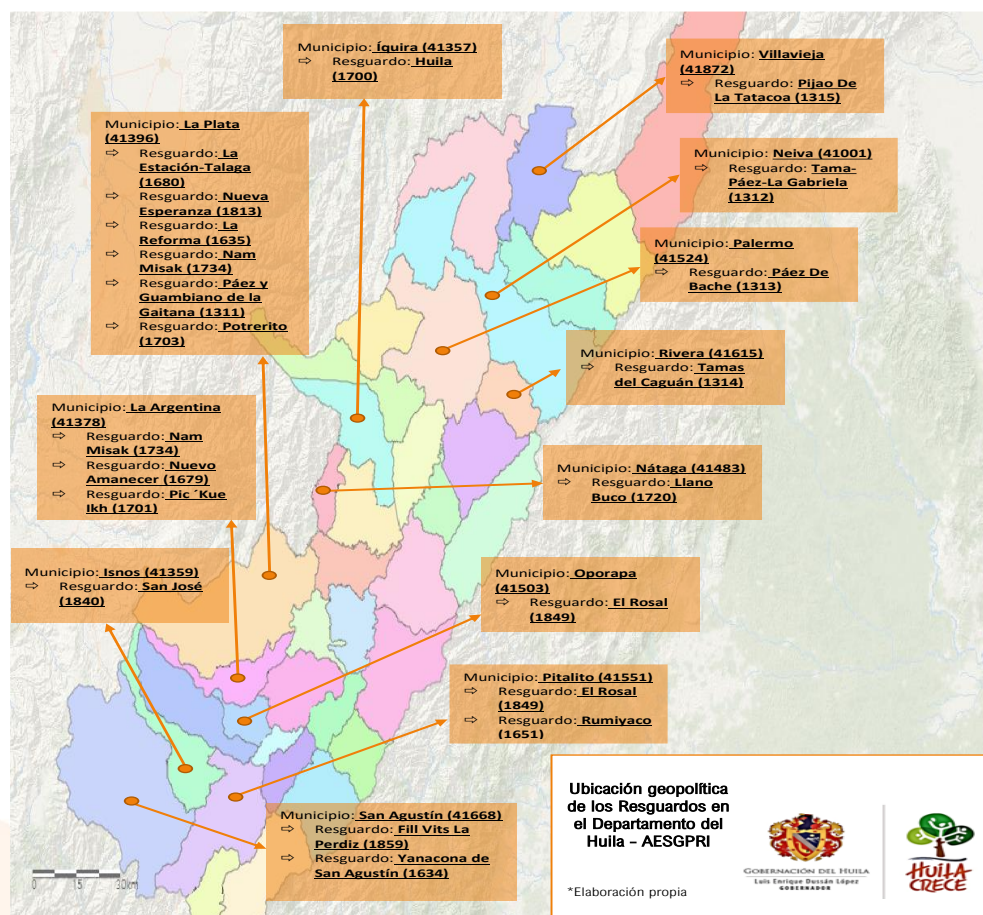 Municipio: Íquira (41357)
⇨ Resguardo: Huila
(1700)
Municipio: Villavieja
(41872)
⇨ Resguardo: Pijao De
La Tatacoa (1315)
Municipio: La Plata
(41396)
⇨ Resguardo: La
Estación-Talaga
(1680)
⇨ Resguardo: Nueva
Esperanza (1813)
⇨ Resguardo: La
Reforma (1635)
⇨ Resguardo: Nam
Misak (1734)
⇨ Resguardo: Páez y
Guambiano de la
Gaitana (1311)
⇨ Resguardo: Potrerito
(1703)
Municipio: Neiva (41001)
⇨ Resguardo: Tama-
Páez-La Gabriela
(1312)
Municipio: Palermo
(41524)
⇨ Resguardo: Páez De
Bache (1313)
Municipio: Rivera (41615)
⇨ Resguardo: Tamas
del Caguán (1314)
Municipio: La Argentina
(41378)
⇨ Resguardo: Nam
Misak (1734)
⇨ Resguardo: Nuevo
Amanecer (1679)
⇨ Resguardo: Pic ´Kue
Ikh (1701)
Municipio: Nátaga (41483)
⇨ Resguardo: Llano
Buco (1720)
Municipio: Isnos (41359)
⇨ Resguardo: San José
(1840)
Municipio: Oporapa
(41503)
⇨ Resguardo: El Rosal
(1849)
Municipio: Pitalito (41551)
⇨ Resguardo: El Rosal
(1849)
⇨ Resguardo: Rumiyaco
(1651)
Municipio: San Agustín (41668)
⇨ Resguardo: Fill Vits La
Perdiz (1859)
⇨ Resguardo: Yanacona de
San Agustín (1634)
0 15 30 km
Ubicación geopolítica
de los Resguardos en
el Departamento del
Huila – AESGPRI
*Elaboración propia
GOBERNACIÓN DEL HUILA
Luis Enrique Dussán López
GOBERNADOR
HUILA
CRECE